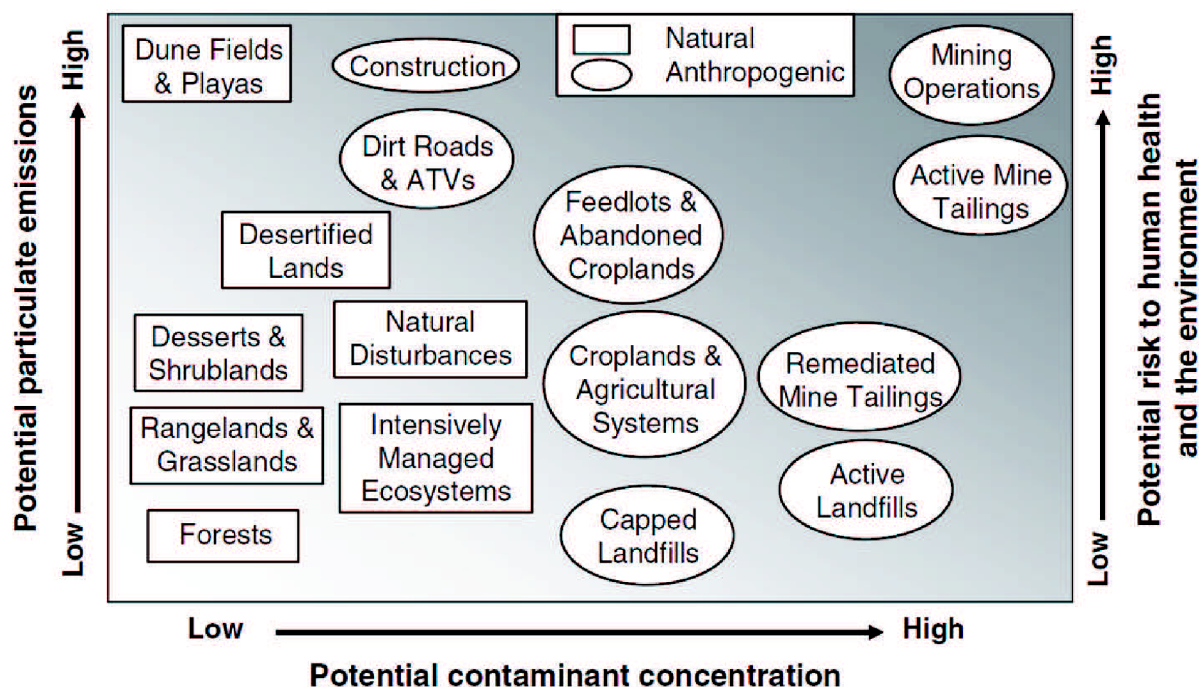 Potential particulate emissions
High
Low
Dune Fields
& Playas
Construction
Natural
Anthropogenic
Mining
Operations
Dirt Roads
& ATVs
Active Mine
Tailings
Feedlots &
Abandoned
Croplands
Desertified
Lands
Natural
Disturbances
Desserts &
Shrublands
Croplands &
Agricultural
Systems
Remediated
Mine Tailings
Rangelands &
Grasslands
Intensively
Managed
Ecosystems
Active
Landfills
Forests
Capped
Landfills
High
Low
Potential risk to human health
and the environment
Low
High
Potential contaminant concentration